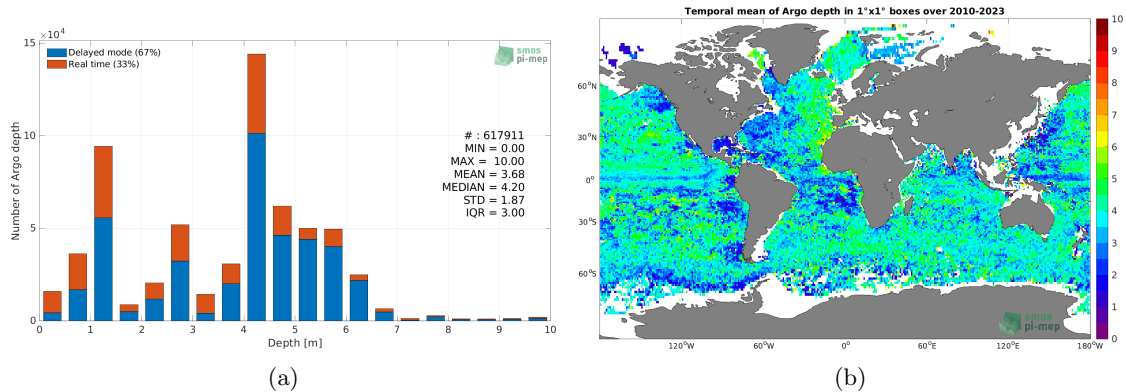 15 ×10⁴
10
5
0
Number of Argo depth
Delayed mode (67%)
Real time (33%)
smos
pi-mep
# : 617911
MIN = 0.00
MAX = 10.00
MEAN = 3.68
MEDIAN = 4.20
STD = 1.87
IQR = 3.00
0 1 2 3 4 5 6 7 8 9 10
Depth [m]
(a)
Temporal mean of Argo depth in 1°x1° boxes over 2010-2023
60°N
30°N
0°
30°S
60°S
120°W 60°W 0° 60°E 120°E 180°W
smos
pi-mep
10
9
8
7
6
5
4
3
2
1
0
(b)